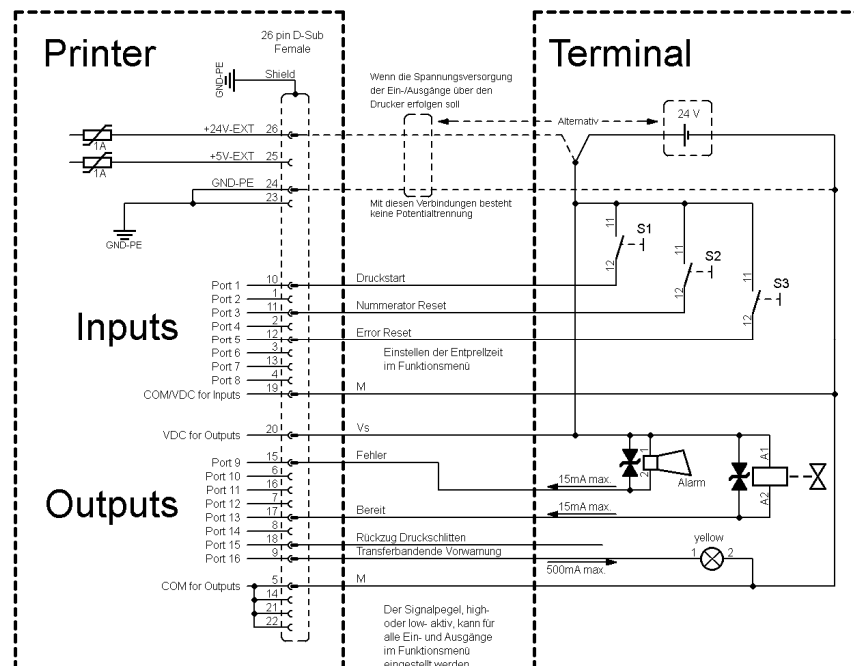 Printer
26 pin D-Sub
Female
Terminal
Shield
GND-PE
Wenn die Spannungsversorgung
der Ein-/Ausgänge über den
Drucker erfolgen soll
Alternativ
24 V
+24V-EXT 26
1A
+5V-EXT 25
1A
GND-PE 24
23
GND-PE
Mit diesen Verbindungen besteht
keine Potentialtrennung
11 S1
12
11 S2
12
11 S3
12
Inputs
Port 1 10 Druckstart
Port 2 1
Port 3 11 Nummerator Reset
Port 4 2
Port 5 12 Error Reset
Port 6 3
Port 7 13
Port 8 4
Einstellen der Entprellzeit
im Funktionsmenü
COM/VDC for Inputs 19 M
VDC for Outputs 20 Vs
Outputs
Port 9 15 Fehler
Port 10 6
Port 11 16
Port 12 7
Port 13 17 Bereit
Port 14 8
Port 15 18 Rückzug Druckschlitten
Port 16 9 Transferbandende Vorwarnung
15mA max.
1
2
Alarm
A1
A2
15mA max.
yellow
1 2
500mA max.
COM for Outputs 5 M
14
21
22
Der Signalpegel, high-
oder low- aktiv, kann für
alle Ein- und Ausgänge
im Funktionsmenü
eingestellt werden